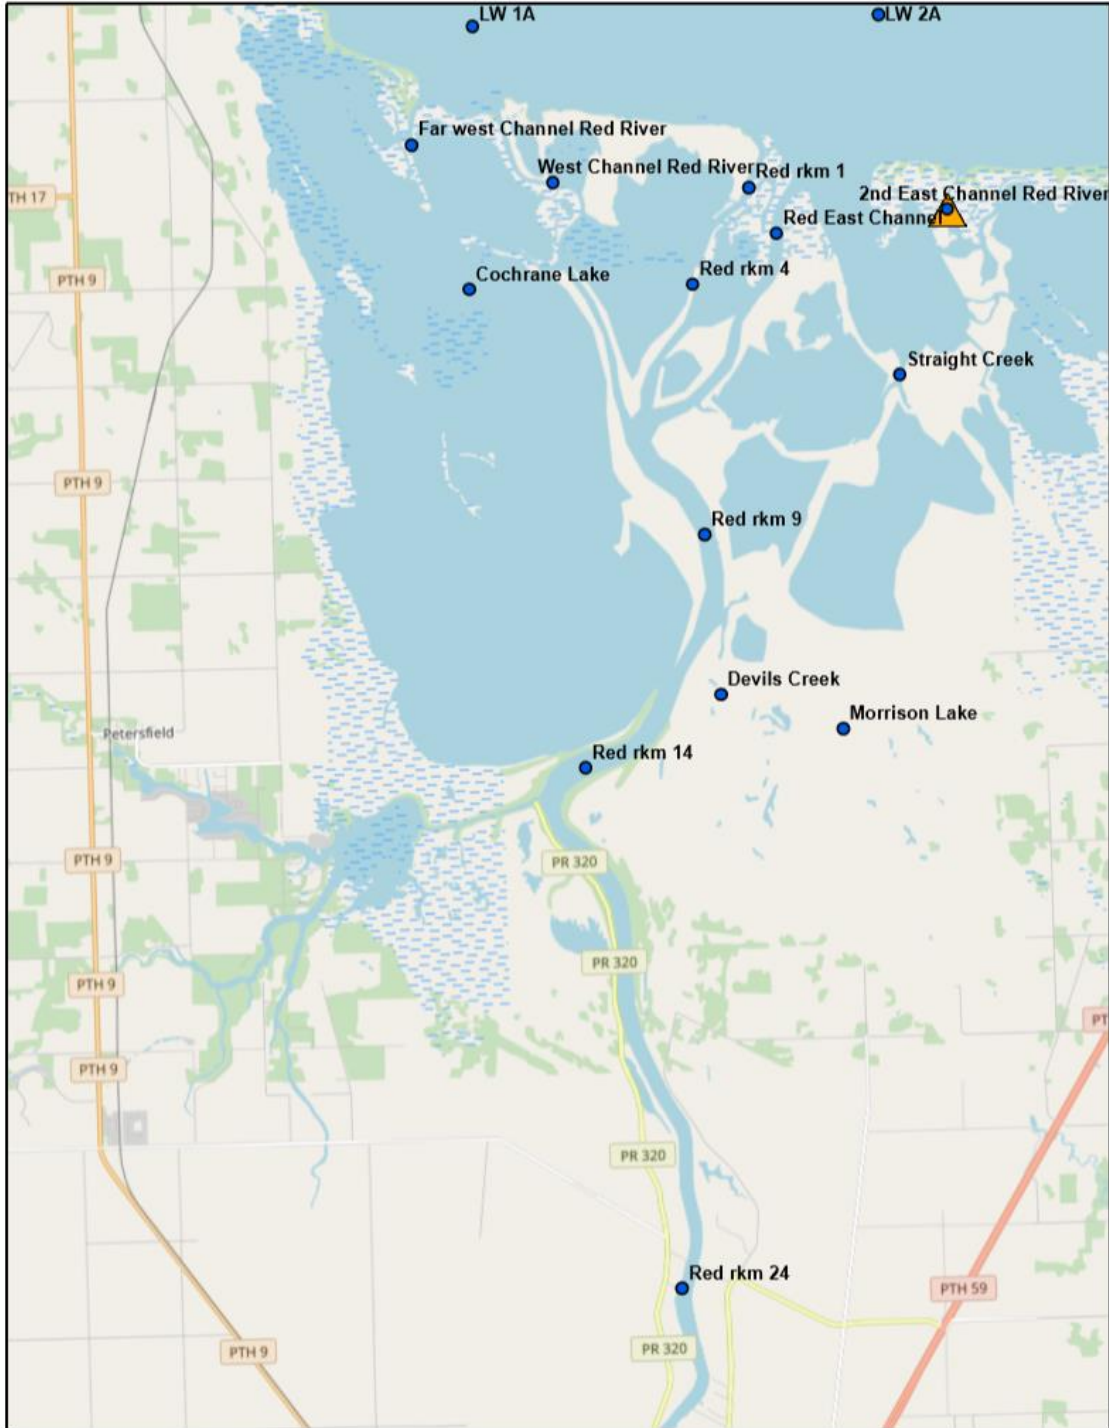 LW 1A
LW 2A
Far west Channel Red River
West Channel Red River
Red rkm 1
TH 17
2nd East Channel Red River
Red East Channel
PTH 9
Cochrane Lake
Red rkm 4
Straight Creek
PTH 9
Red rkm 9
Devils Creek
Morrison Lake
Petersfield
Red rkm 14
PTH 9
PR 320
PR 320
PTH 9
PT
PTH 9
PR 320
Red rkm 24
PTH 59
PR 320
PTH 9